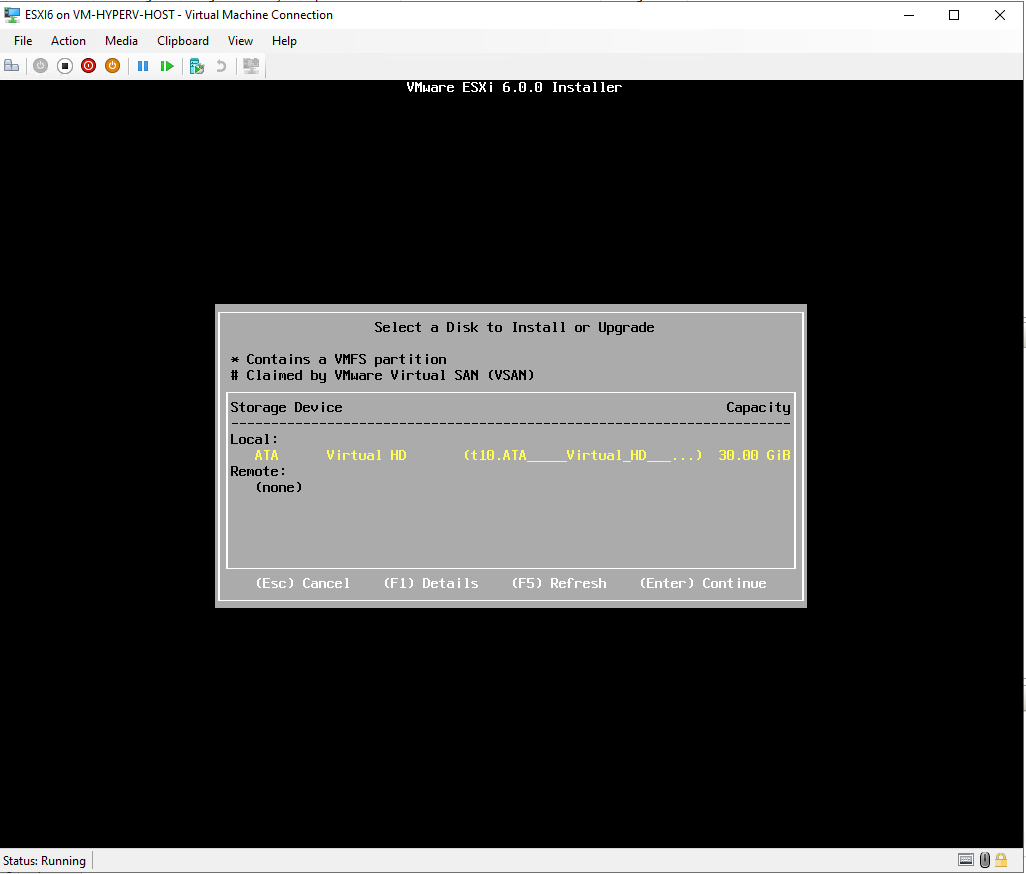 ESXI6 on VM-HYPERV-HOST - Virtual Machine Connection
File Action Media Clipboard View Help
VMware ESXi 6.0.0 Installer
Select a Disk to Install or Upgrade
* Contains a VMFS partition
# Claimed by VMware Virtual SAN (VSAN)
Storage Device Capacity
--------------------------------------------------------------------
Local:
ATA Virtual HD (t10.ATA_____Virtual_HD___...) 30.00 GiB
Remote:
(none)
(Esc) Cancel (F1) Details (F5) Refresh (Enter) Continue
Status: Running